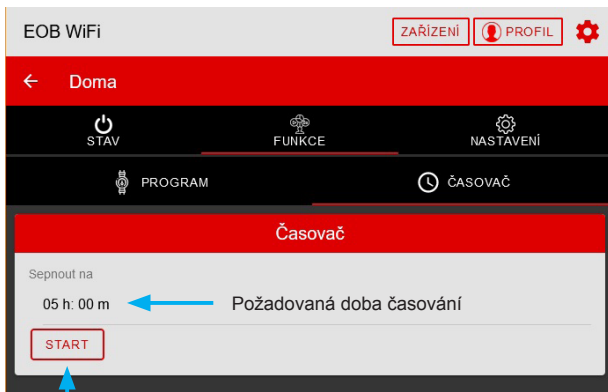 EOB WiFi
ZAŘÍZENÍ
PROFIL
Doma
STAV
FUNKCE
NASTAVENÍ
PROGRAM
ČASOVAČ
Časovač
Sepnout na
05 h: 00 m
Požadovaná doba časování
START